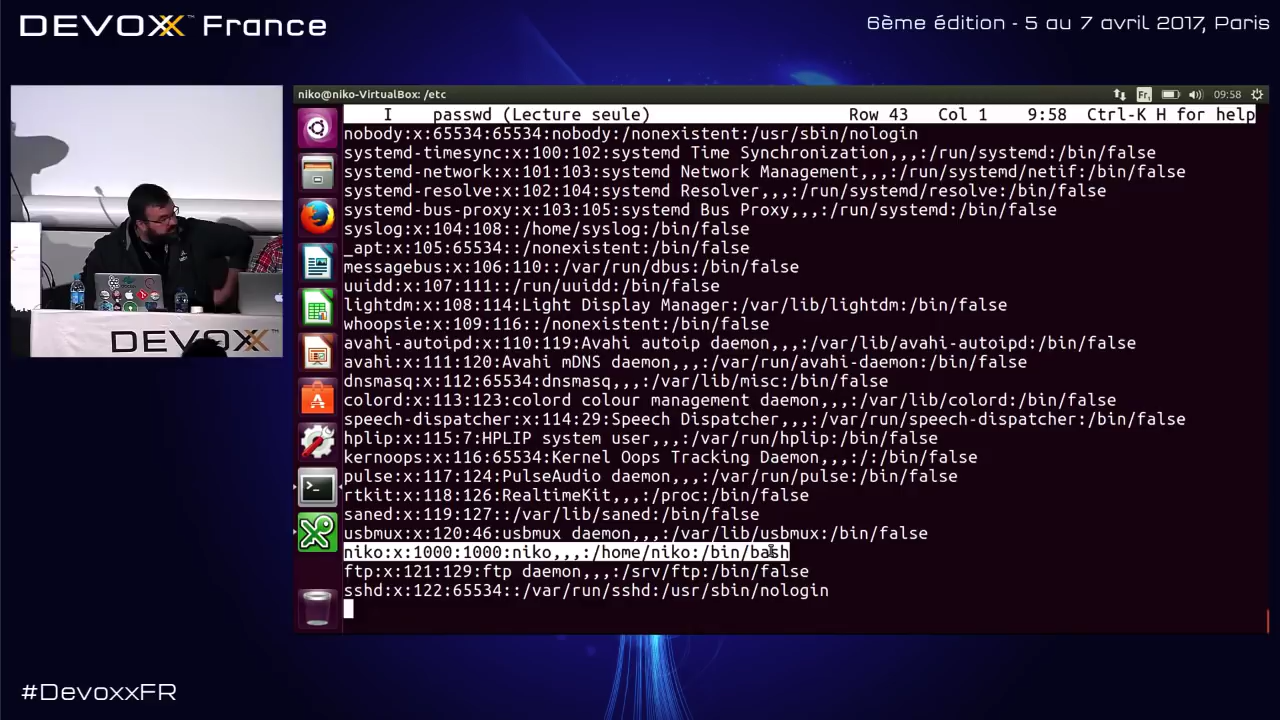 DEVOXX™ France
6ème édition - 5 au 7 avril 2017, Paris
niko@niko-VirtualBox: /etc
Fr
09:58
I passwd (Lecture seule) Row 43 Col 1 9:58 Ctrl-K H for help
nobody:x:65534:65534:nobody:/nonexistent:/usr/sbin/nologin
systemd-timesync:x:100:102:systemd Time Synchronization,,,:/run/systemd:/bin/false
systemd-network:x:101:103:systemd Network Management,,,:/run/systemd/netif:/bin/false
systemd-resolve:x:102:104:systemd Resolver,,,:/run/systemd/resolve:/bin/false
systemd-bus-proxy:x:103:105:systemd Bus Proxy,,,:/run/systemd:/bin/false
syslog:x:104:108::/home/syslog:/bin/false
_apt:x:105:65534::/nonexistent:/bin/false
messagebus:x:106:110::/var/run/dbus:/bin/false
uuidd:x:107:111::/run/uuidd:/bin/false
lightdm:x:108:114:Light Display Manager:/var/lib/lightdm:/bin/false
whoopsie:x:109:116::/nonexistent:/bin/false
avahi-autoipd:x:110:119:Avahi autoip daemon,,,:/var/lib/avahi-autoipd:/bin/false
avahi:x:111:120:Avahi mDNS daemon,,,:/var/run/avahi-daemon:/bin/false
dnsmasq:x:112:65534:dnsmasq,,,:/var/lib/misc:/bin/false
colord:x:113:123:colord colour management daemon,,,:/var/lib/colord:/bin/false
speech-dispatcher:x:114:29:Speech Dispatcher,,,:/var/run/speech-dispatcher:/bin/false
hplip:x:115:7:HPLIP system user,,,:/var/run/hplip:/bin/false
kernoops:x:116:65534:Kernel Oops Tracking Daemon,,,:/:/bin/false
pulse:x:117:124:PulseAudio daemon,,,:/var/run/pulse:/bin/false
rtkit:x:118:126:RealtimeKit,,,:/proc:/bin/false
saned:x:119:127::/var/lib/saned:/bin/false
usbmux:x:120:46:usbmux daemon,,,:/var/lib/usbmux:/bin/false
niko:x:1000:1000:niko,,,:/home/niko:/bin/bash
ftp:x:121:129:ftp daemon,,,:/srv/ftp:/bin/false
sshd:x:122:65534::/var/run/sshd:/usr/sbin/nologin
DEVOXX
#DevoxxFR